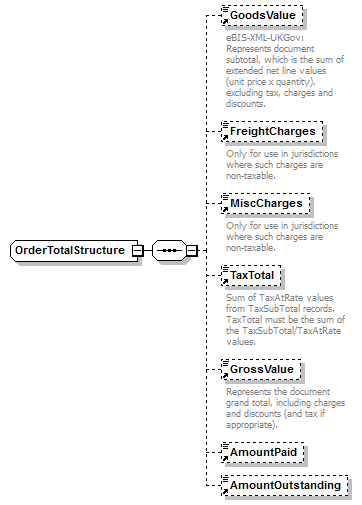 GoodsValue
eBIS-XML-UKGov:
Represents document
subtotal, which is the sum of
extended net line values
(unit price x quantity),
excluding tax, charges and
discounts.
FreightCharges
Only for use in jurisdictions
where such charges are
non-taxable.
MiscCharges
Only for use in jurisdictions
where such charges are
non-taxable.
OrderTotalStructure
TaxTotal
Sum of TaxAtRate values
from TaxSubTotal records.
TaxTotal must be the sum of
the TaxSubTotal/TaxAtRate
values.
GrossValue
Represents the document
grand total, including charges
and discounts (and tax if
appropriate).
AmountPaid
AmountOutstanding